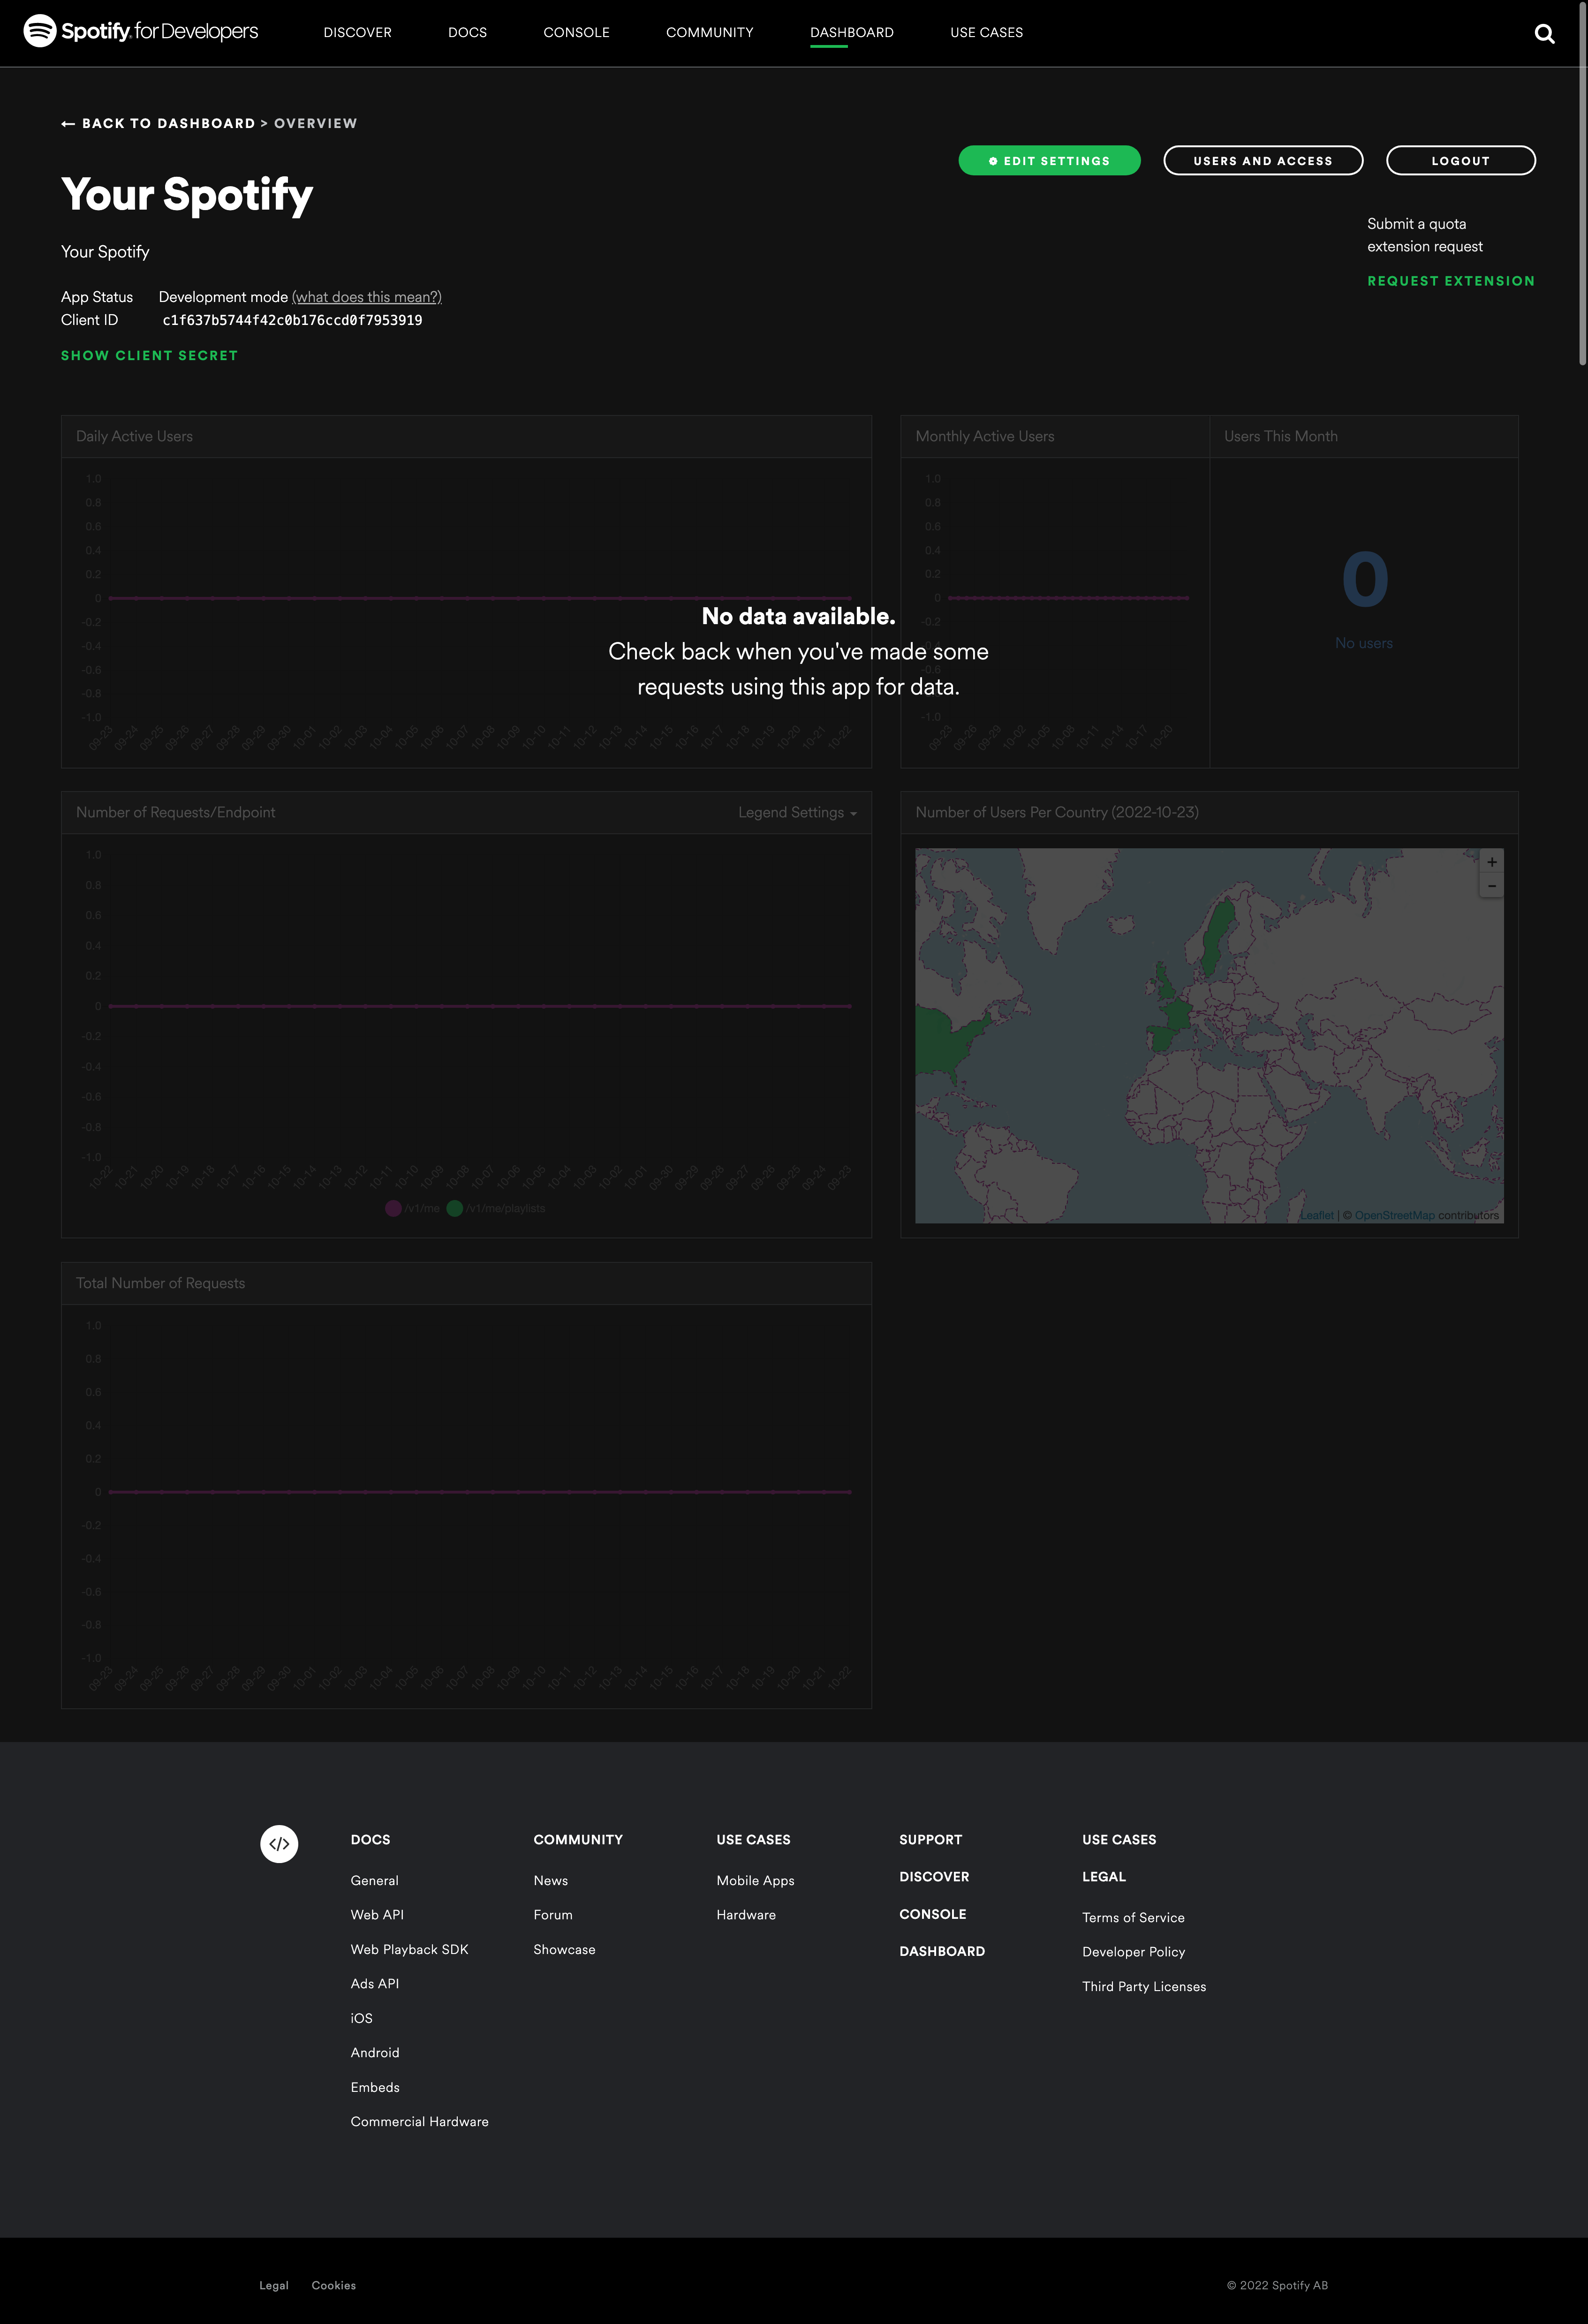 Spotify for Developers
DISCOVER
DOCS
CONSOLE
COMMUNITY
DASHBOARD
USE CASES
← BACK TO DASHBOARD > OVERVIEW
EDIT SETTINGS
USERS AND ACCESS
LOGOUT
Your Spotify
Submit a quota
extension request
REQUEST EXTENSION
Your Spotify
App Status Development mode (what does this mean?)
Client ID c1f637b5744f42c0b176ccd0f7953919
SHOW CLIENT SECRET
Daily Active Users
1.0
0.8
0.6
0.4
0.2
0
-0.2
-0.4
-0.6
-0.8
-1.0
09-23 09-24 09-25 09-26 09-27 09-28 09-29 09-30 10-01 10-02 10-03 10-04 10-05 10-06 10-07 10-08 10-09 10-10 10-11 10-12 10-13 10-14 10-15 10-16 10-17 10-18 10-19 10-20 10-21 10-22
Monthly Active Users
1.0
0.8
0.6
0.4
0.2
0
-0.2
-0.4
-0.6
-1.0
09-23 09-26 09-29 10-02 10-05 10-08 10-11 10-14 10-17 10-20
Users This Month
0
No users
No data available.
Check back when you've made some
requests using this app for data.
Number of Requests/Endpoint
Legend Settings
1.0
0.8
0.6
0.4
0.2
0
-0.2
-0.4
-0.6
-0.8
-1.0
10-22 10-21 10-20 10-19 10-18 10-17 10-16 10-15 10-14 10-13 10-12 10-11 10-10 10-09 10-08 10-07 10-06 10-05 10-04 10-03 10-02 10-01 09-30 09-29 09-28 09-27 09-26 09-25 09-24 09-23
/v1/me /v1/me/playlists
Number of Users Per Country (2022-10-23)
+
-
Leaflet | © OpenStreetMap contributors
Total Number of Requests
1.0
0.8
0.6
0.4
0.2
0
-0.2
-0.4
-0.6
-0.8
-1.0
09-23 09-24 09-25 09-26 09-27 09-28 09-29 09-30 10-01 10-02 10-03 10-04 10-05 10-06 10-07 10-08 10-09 10-10 10-11 10-12 10-13 10-14 10-15 10-16 10-17 10-18 10-19 10-20 10-21 10-22
</>
DOCS
General
Web API
Web Playback SDK
Ads API
iOS
Android
Embeds
Commercial Hardware
COMMUNITY
News
Forum
Showcase
USE CASES
Mobile Apps
Hardware
SUPPORT
DISCOVER
CONSOLE
DASHBOARD
USE CASES
LEGAL
Terms of Service
Developer Policy
Third Party Licenses
Legal
Cookies
© 2022 Spotify AB